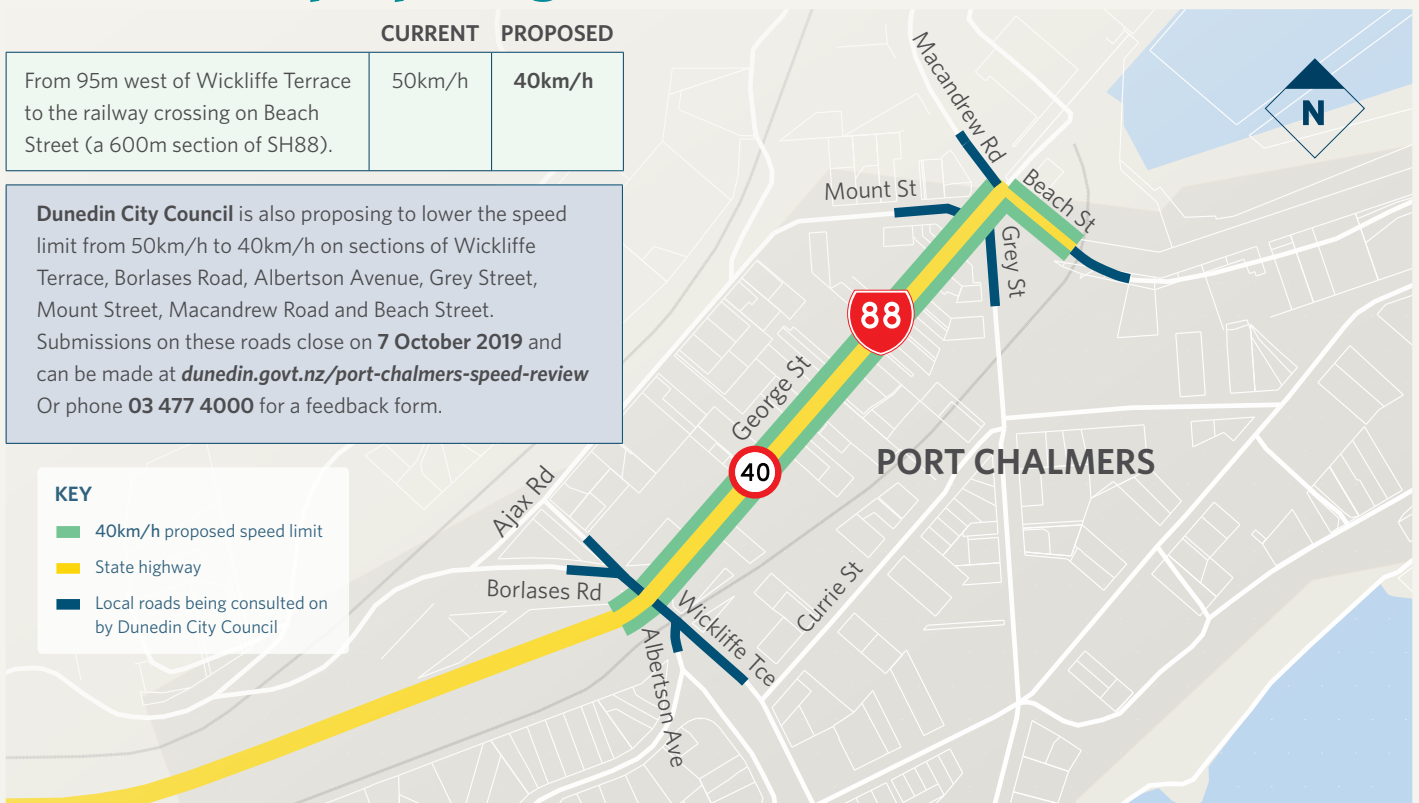 CURRENT PROPOSED
From 95m west of Wickliffe Terrace
to the railway crossing on Beach
Street (a 600m section of SH88).
50km/h
40km/h
Dunedin City Council is also proposing to lower the speed
limit from 50km/h to 40km/h on sections of Wickliffe
Terrace, Borlases Road, Albertson Avenue, Grey Street,
Mount Street, Macandrew Road and Beach Street.
Submissions on these roads close on 7 October 2019 and
can be made at dunedin.govt.nz/port-chalmers-speed-review
Or phone 03 477 4000 for a feedback form.
KEY
40km/h proposed speed limit
State highway
Local roads being consulted on
by Dunedin City Council
N
Macandrew Rd
Beach St
Mount St
Grey St
88
George St
40
PORT CHALMERS
Ajax Rd
Borlases Rd
Wickliffe Tce
Currie St
Albertson Ave